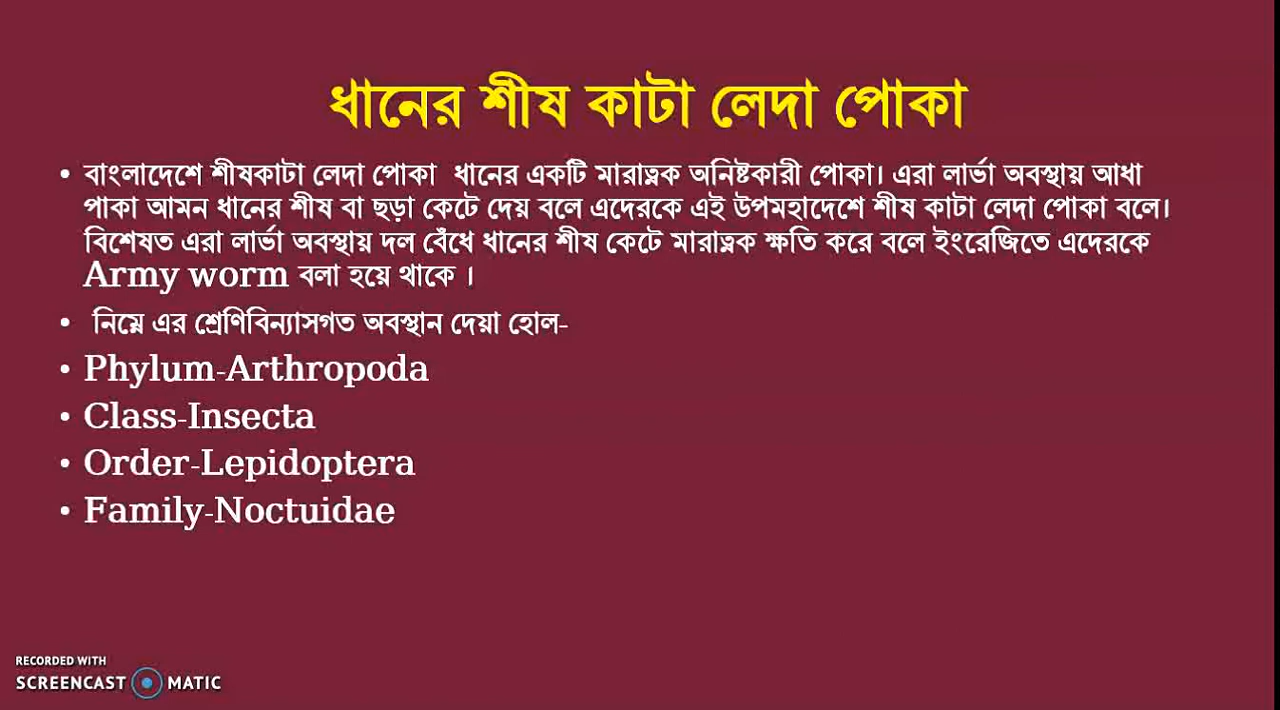 ধানের শীষ কাটা লেদা পোকা
• বাংলাদেশে শীষকাটা লেদা পোকা ধানের একটি মারাত্নক অনিষ্টকারী পোকা। এরা লার্ভা অবস্থায় আধা
পাকা আমন ধানের শীষ বা ছড়া কেটে দেয় বলে এদেরকে এই উপমহাদেশে শীষ কাটা লেদা পোকা বলে।
বিশেষত এরা লার্ভা অবস্থায় দল বেঁধে ধানের শীষ কেটে মারাত্নক ক্ষতি করে বলে ইংরেজিতে এদেরকে
Army worm বলা হয়ে থাকে ।
• নিম্নে এর শ্রেণিবিন্যাসগত অবস্থান দেয়া হোল-
• Phylum-Arthropoda
• Class-Insecta
• Order-Lepidoptera
• Family-Noctuidae
RECORDED WITH
SCREENCAST MATIC